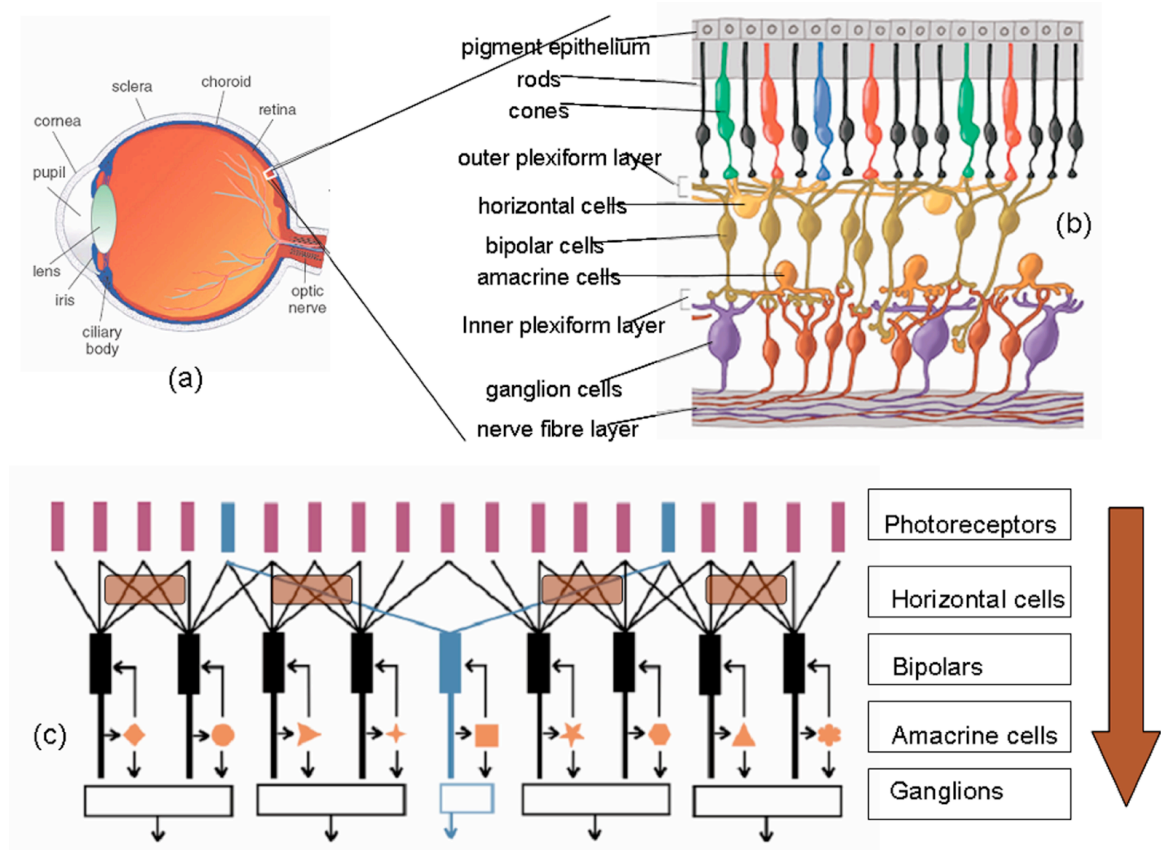 sclera
choroid
retina
cornea
pupil
lens
iris
ciliary
body
optic
nerve
(a)
pigment epithelium
rods
cones
outer plexiform layer
horizontal cells
bipolar cells
amacrine cells
Inner plexiform layer
ganglion cells
nerve fibre layer
(b)
Photoreceptors
Horizontal cells
Bipolars
Amacrine cells
Ganglions
(c)